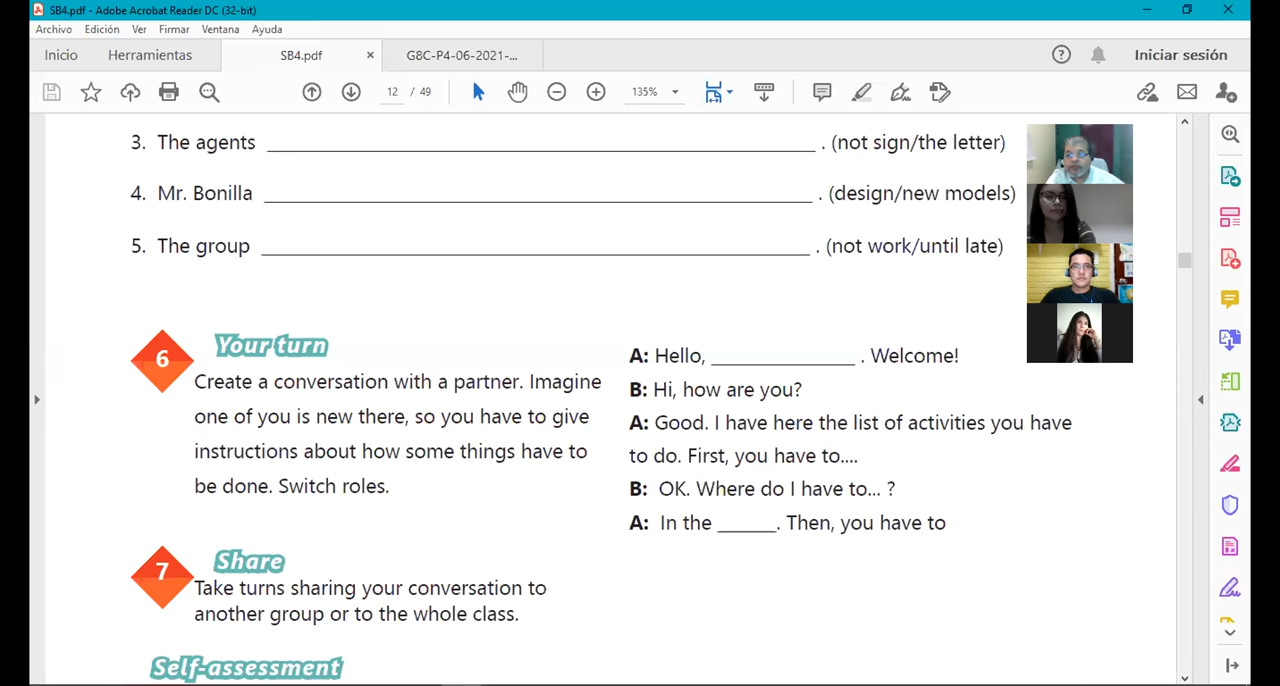 SB4.pdf - Adobe Acrobat Reader DC (32-bit)
Archivo Edición Ver Firmar Ventana Ayuda
Inicio Herramientas SB4.pdf × G8C-P4-06-2021-... Iniciar sesión
12 / 49 135%
3. The agents ______ . (not sign/the letter)
4. Mr. Bonilla ______ . (design/new models)
5. The group ______ . (not work/until late)
6 Your turn
Create a conversation with a partner. Imagine
one of you is new there, so you have to give
instructions about how some things have to
be done. Switch roles.
A: Hello, ______ . Welcome!
B: Hi, how are you?
A: Good. I have here the list of activities you have
to do. First, you have to....
B: OK. Where do I have to... ?
A: In the ______. Then, you have to
7 Share
Take turns sharing your conversation to
another group or to the whole class.
Self-assessment